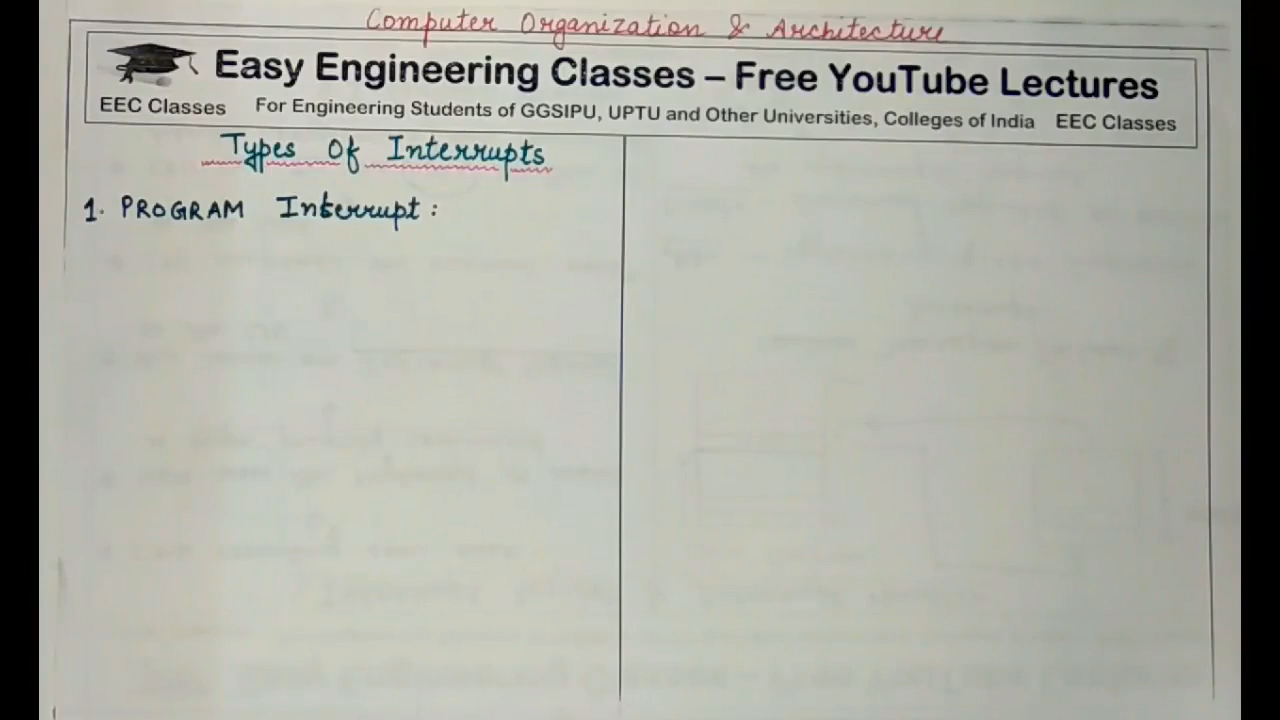 Computer Organization & Architecture
Easy Engineering Classes – Free YouTube Lectures
EEC Classes For Engineering Students of GGSIPU, UPTU and Other Universities, Colleges of India EEC Classes
Types Of Interrupts
1. PROGRAM Interrupt :